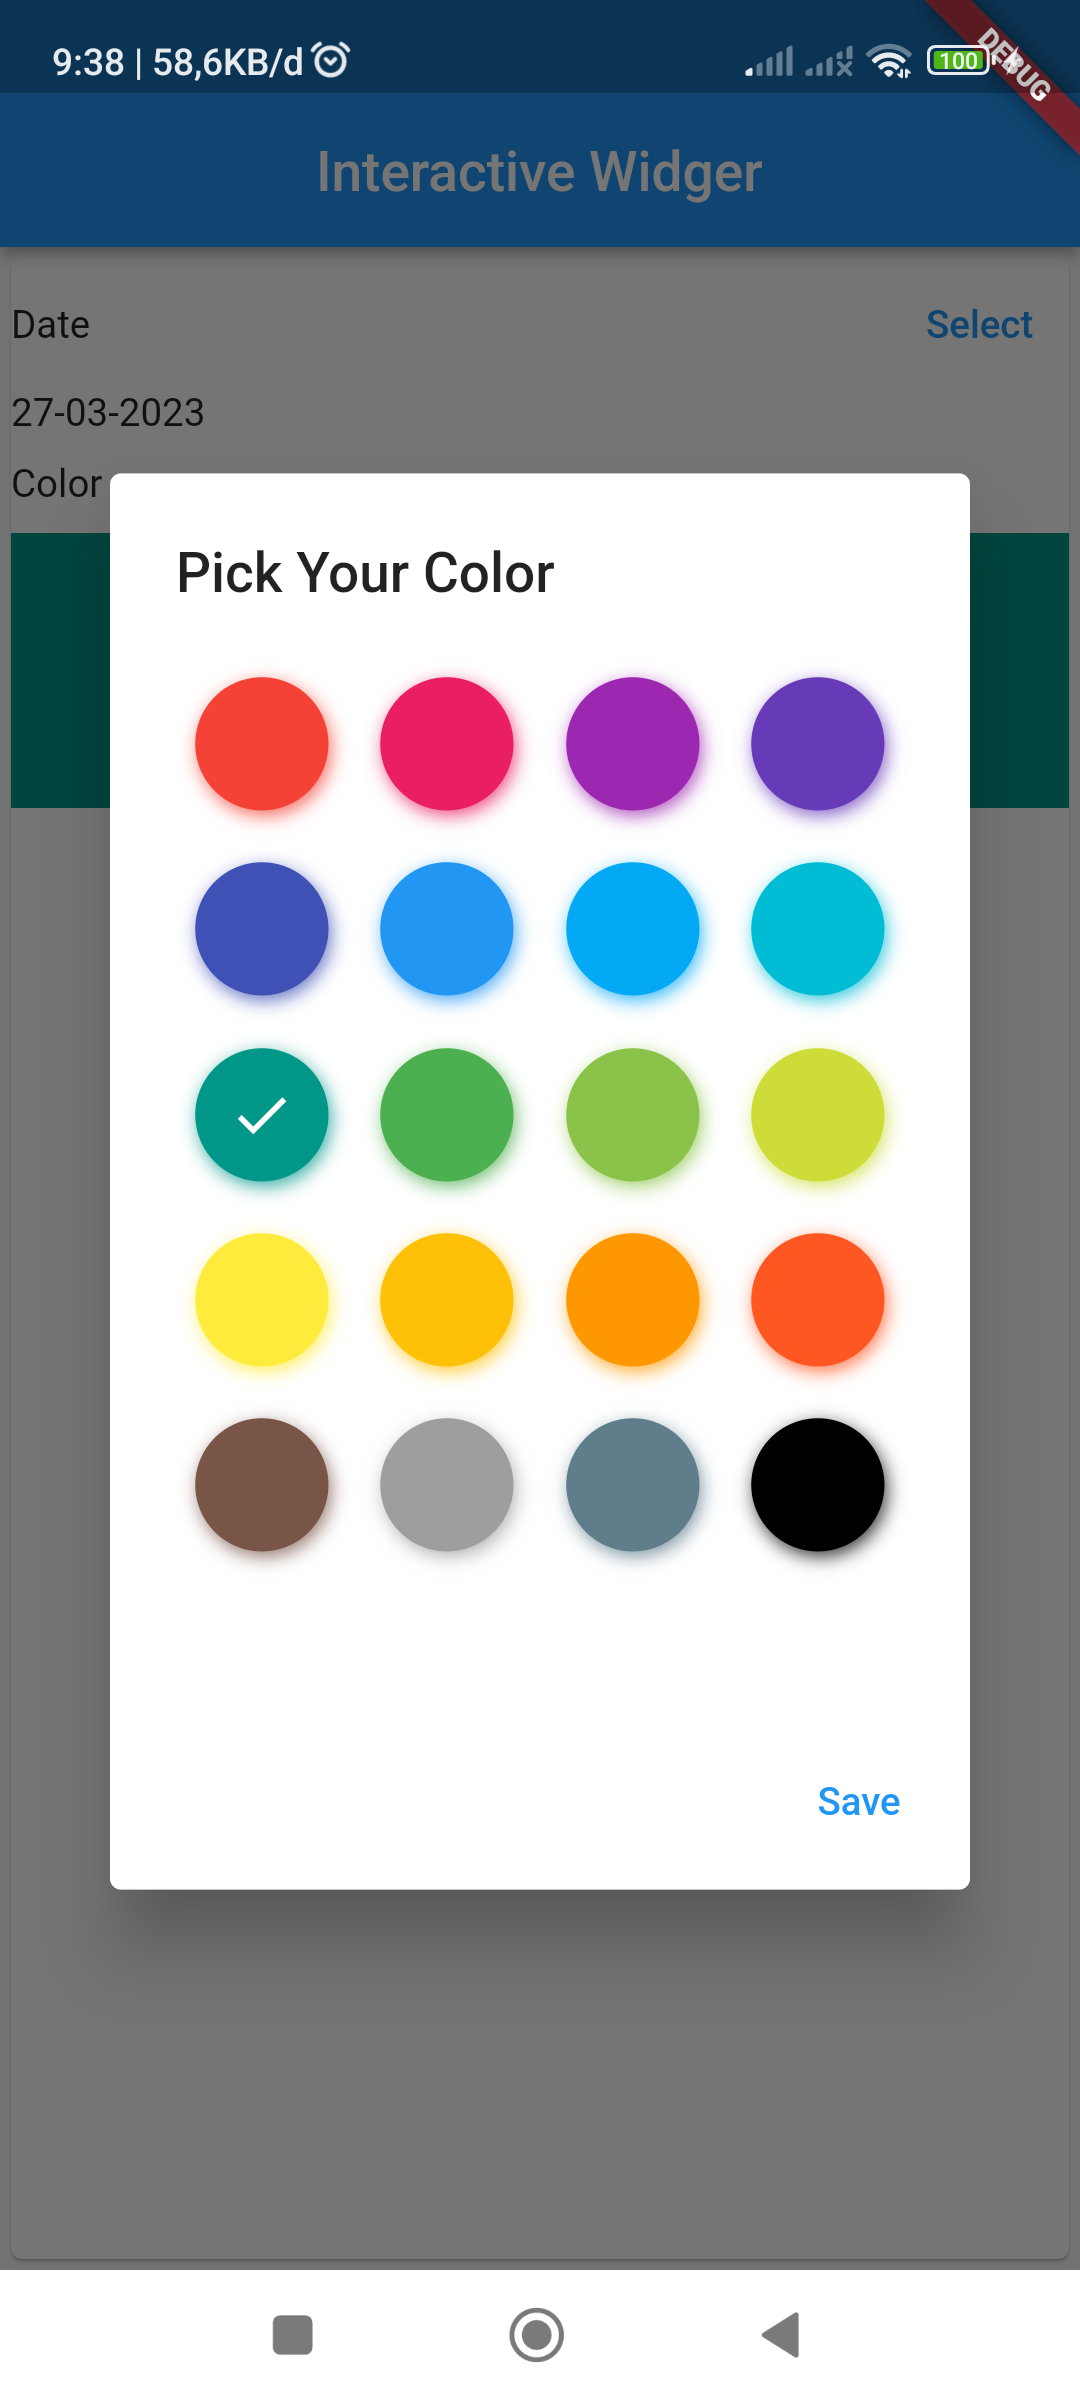 9:38 | 58,6KB/d
100
DEBUG
Interactive Widger
Date
Select
27-03-2023
Color
Pick Your Color
Save